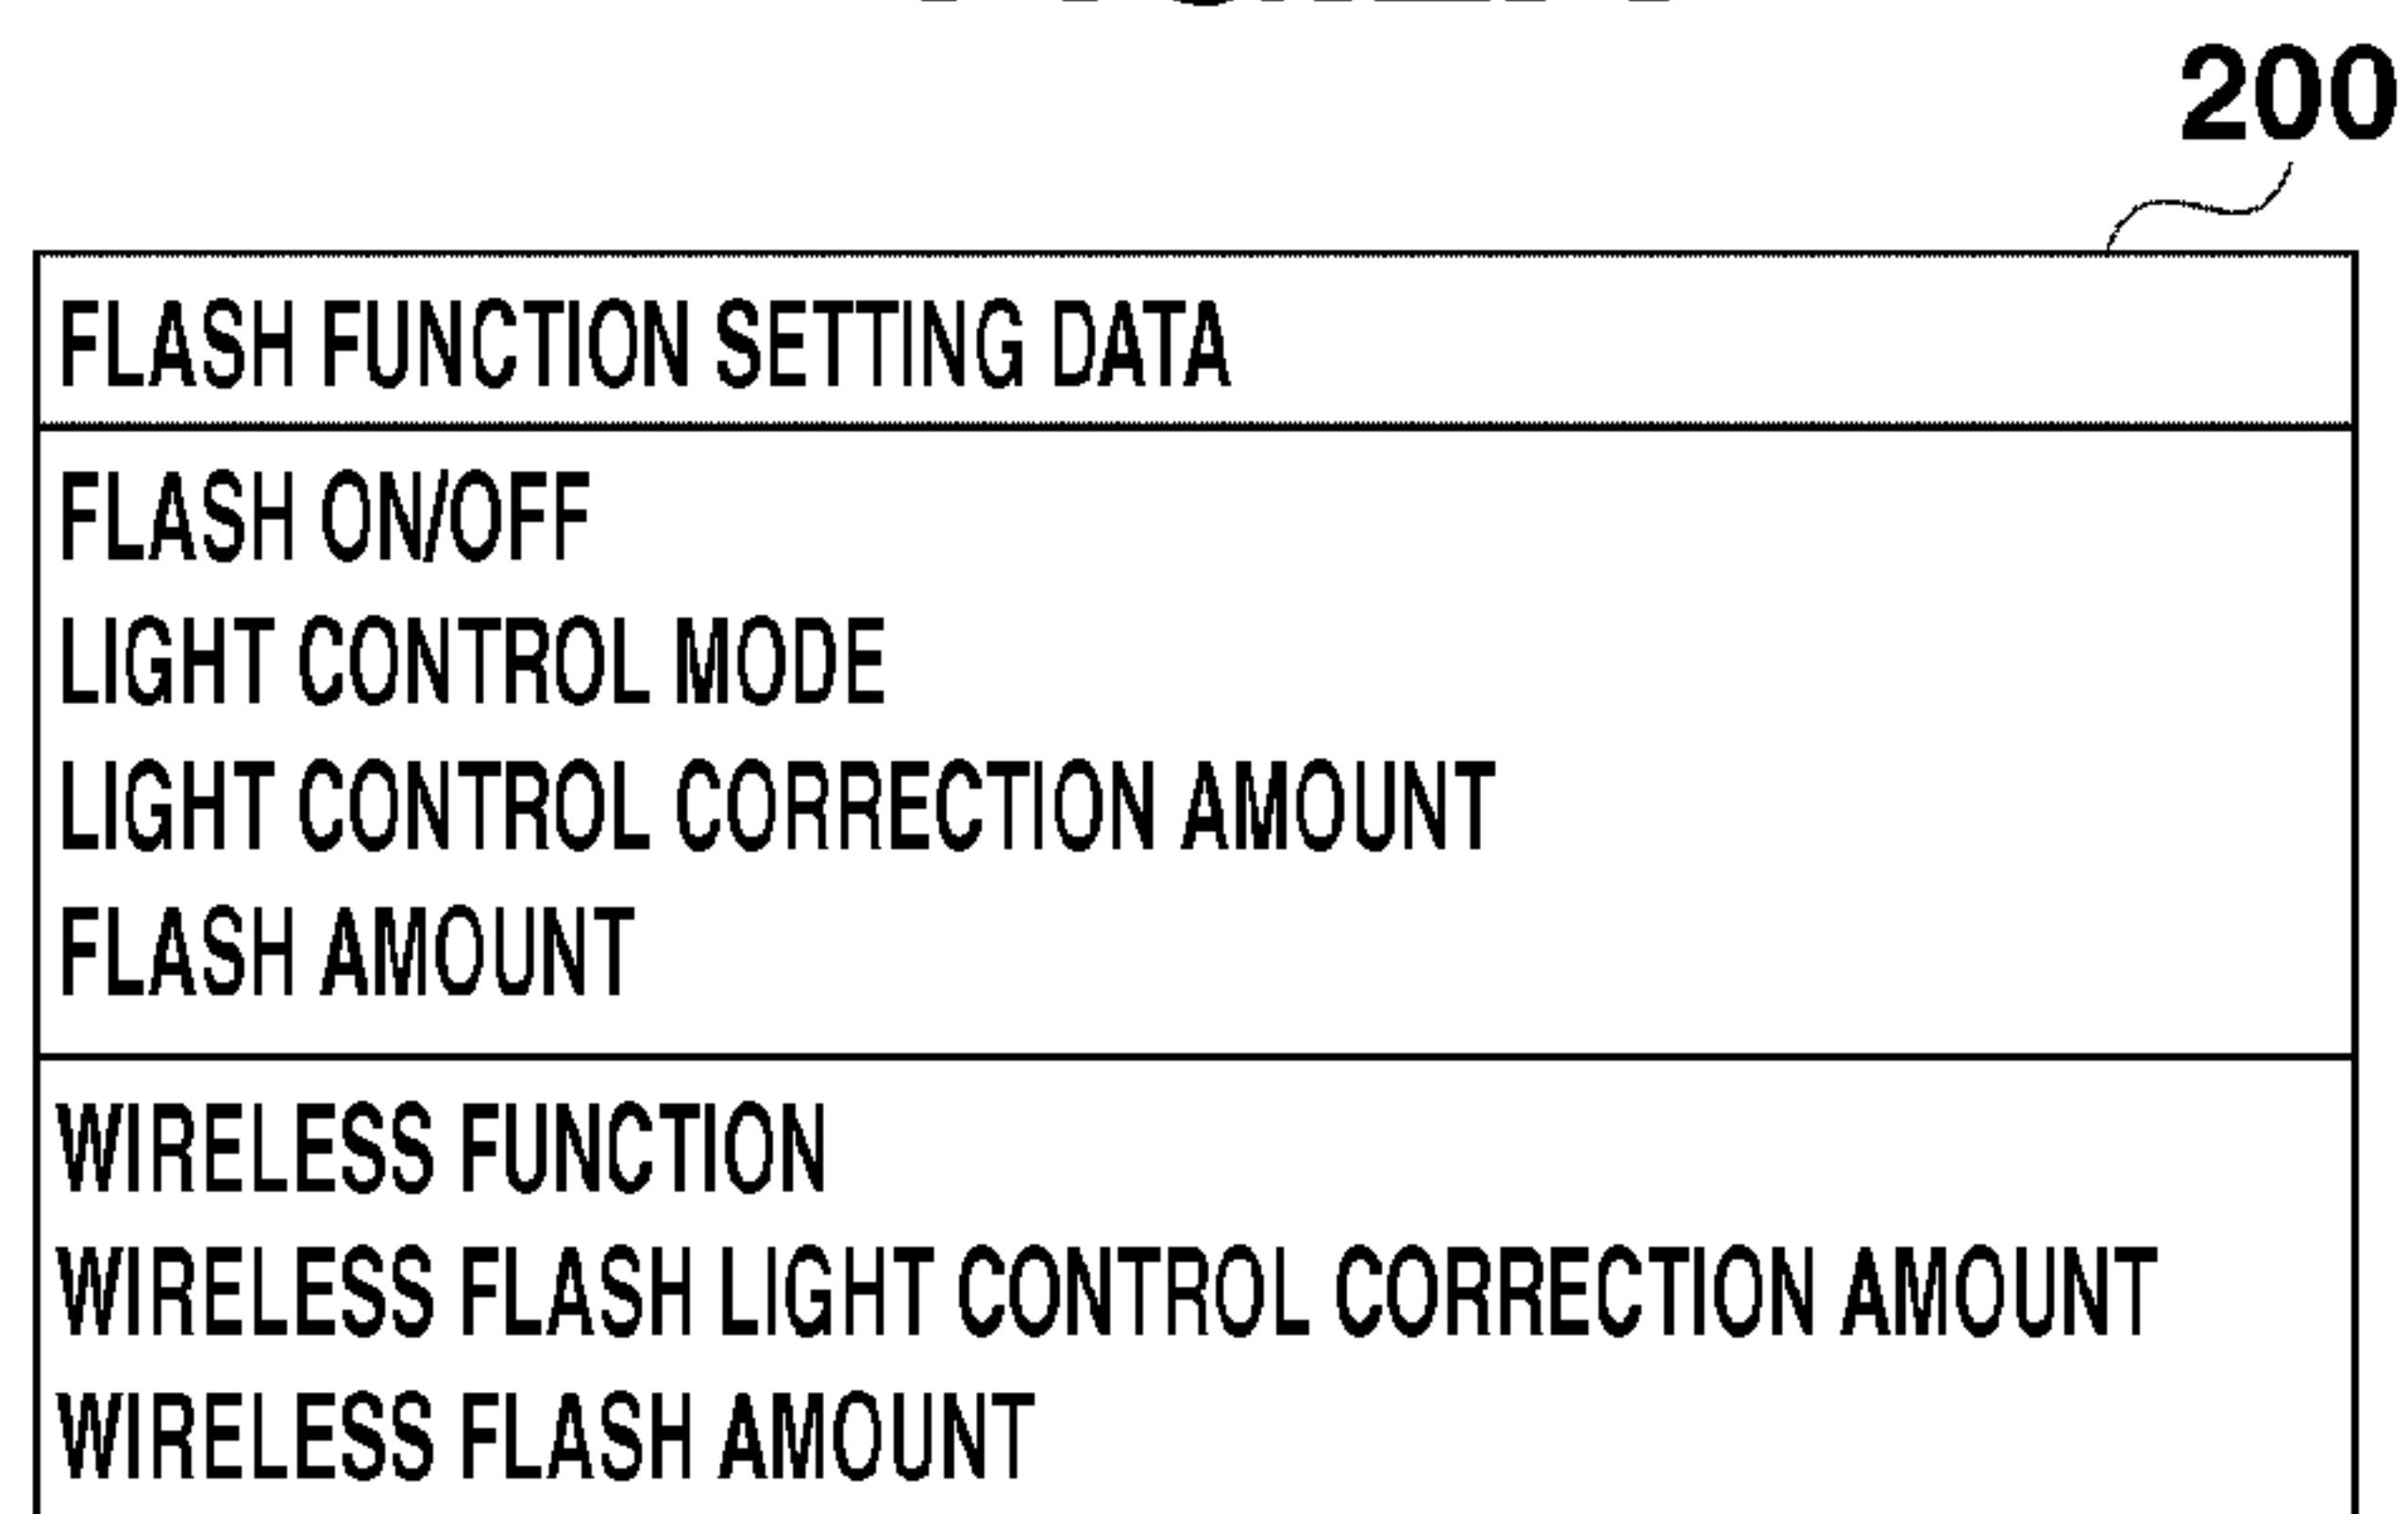 200
FLASH FUNCTION SETTING DATA
FLASH ON/OFF
LIGHT CONTROL MODE
LIGHT CONTROL CORRECTION AMOUNT
FLASH AMOUNT
WIRELESS FUNCTION
WIRELESS FLASH LIGHT CONTROL CORRECTION AMOUNT
WIRELESS FLASH AMOUNT